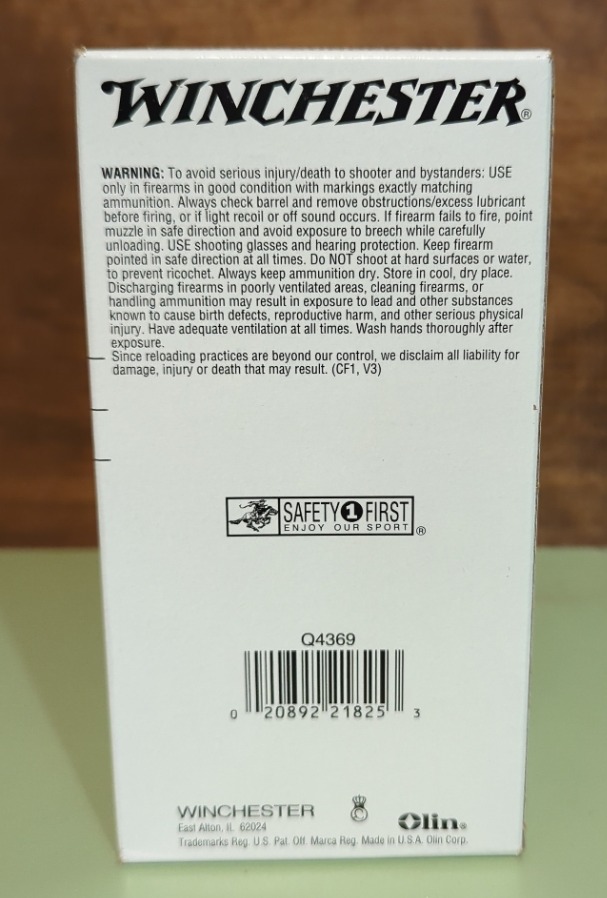 WINCHESTER®
WARNING: To avoid serious injury/death to shooter and bystanders: USE
only in firearms in good condition with markings exactly matching
ammunition. Always check barrel and remove obstructions/excess lubricant
before firing, or if light recoil or off sound occurs. If firearm fails to fire, point
muzzle in safe direction and avoid exposure to breech while carefully
unloading. USE shooting glasses and hearing protection. Keep firearm
pointed in safe direction at all times. Do NOT shoot at hard surfaces or water,
to prevent ricochet. Always keep ammunition dry. Store in cool, dry place.
Discharging firearms in poorly ventilated areas, cleaning firearms, or
handling ammunition may result in exposure to lead and other substances
known to cause birth defects, reproductive harm, and other serious physical
injury. Have adequate ventilation at all times. Wash hands thoroughly after
exposure.
Since reloading practices are beyond our control, we disclaim all liability for
damage, injury or death that may result. (CF1, V3)
SAFETY 1 FIRST
ENJOY OUR SPORT ®
Q4369
0 20892 21825 3
WINCHESTER
East Alton, IL 62024
Olin®
Trademarks Reg. U.S. Pat. Off. Marca Reg. Made in U.S.A. Olin Corp.